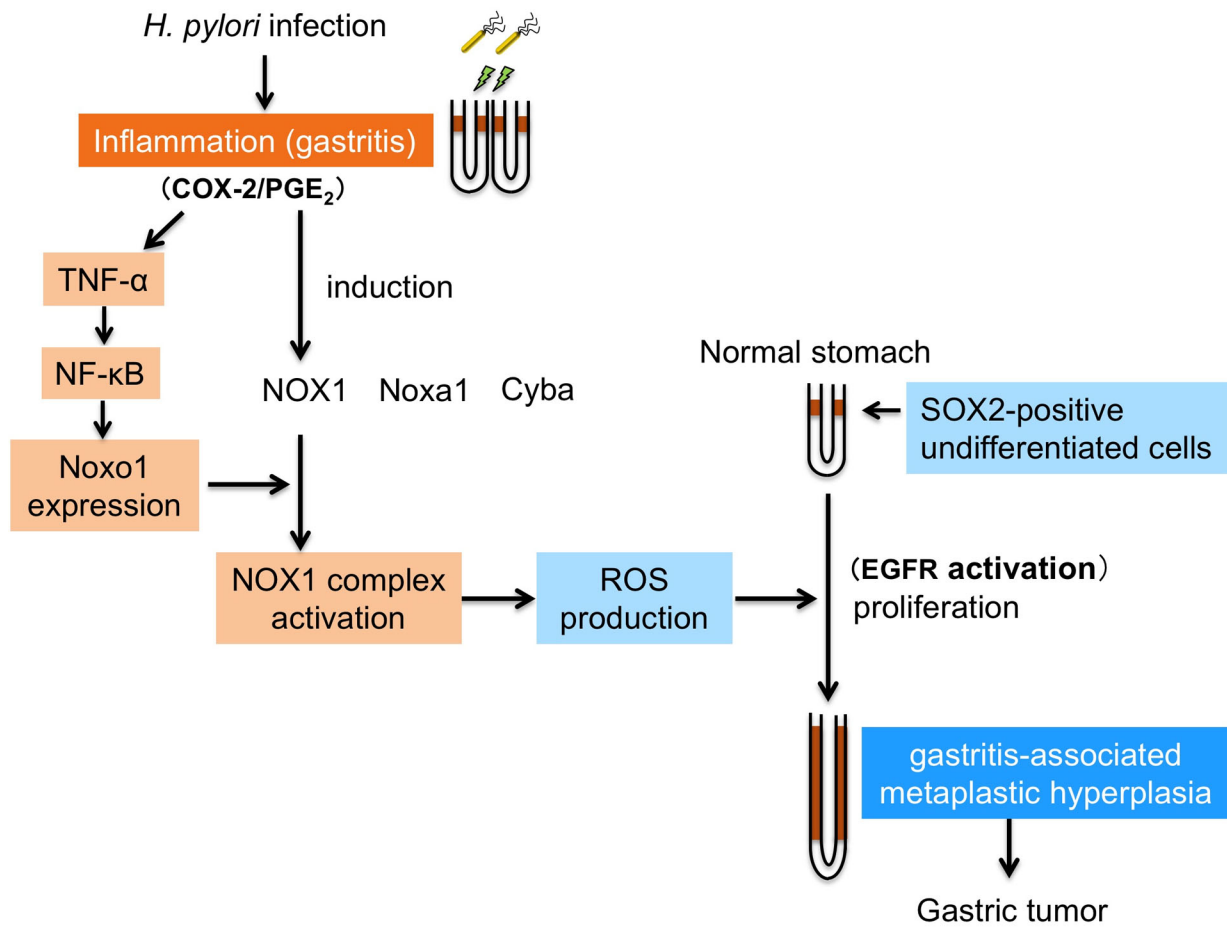 H. pylori infection
Inflammation (gastritis)
(COX-2/PGE₂)
TNF-α
induction
NF-κB
NOX1 Noxa1 Cyba
Normal stomach
SOX2-positive
undifferentiated cells
Noxo1
expression
NOX1 complex
activation
ROS
production
(EGFR activation)
proliferation
gastritis-associated
metaplastic hyperplasia
Gastric tumor